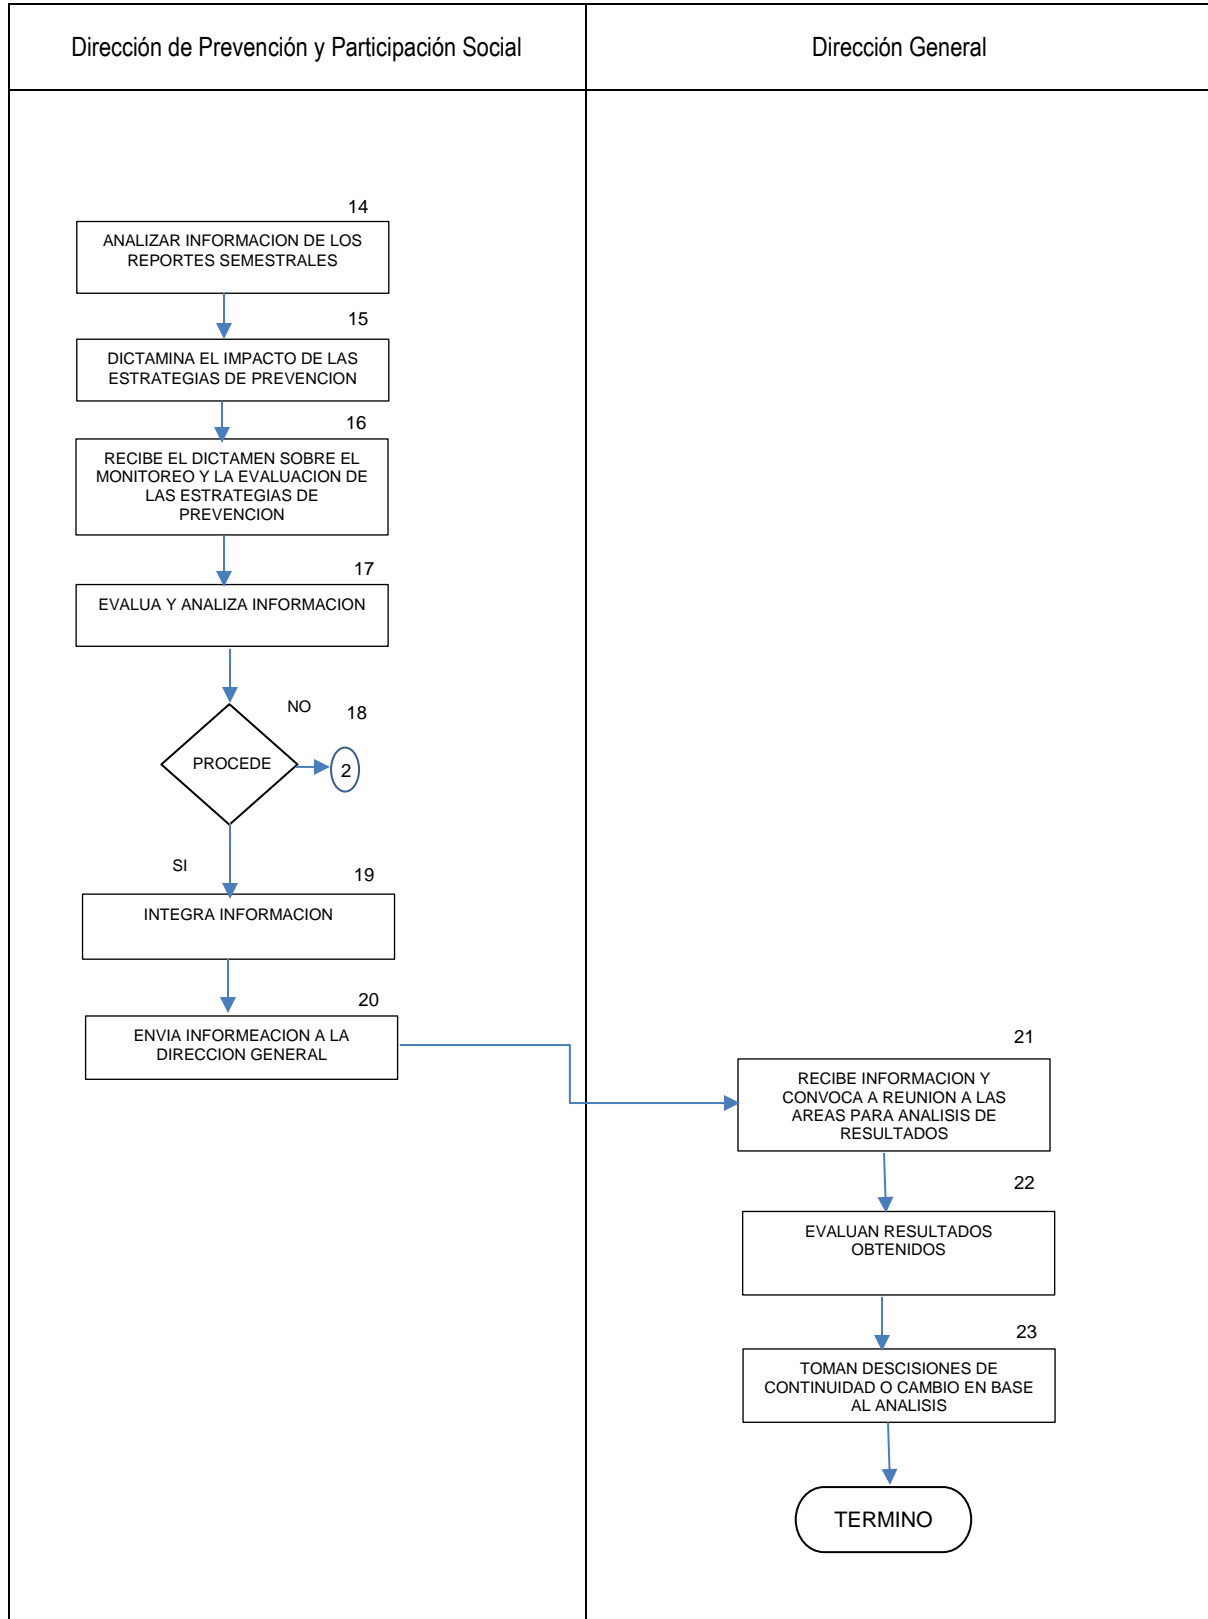 Dirección de Prevención y Participación Social
Dirección General
14
ANALIZAR INFORMACION DE LOS
REPORTES SEMESTRALES
15
DICTAMINA EL IMPACTO DE LAS
ESTRATEGIAS DE PREVENCION
16
RECIBE EL DICTAMEN SOBRE EL
MONITOREO Y LA EVALUACION DE
LAS ESTRATEGIAS DE
PREVENCION
17
EVALUA Y ANALIZA INFORMACION
NO
18
PROCEDE
2
SI
19
INTEGRA INFORMACION
20
ENVIA INFORMEACION A LA
DIRECCION GENERAL
21
RECIBE INFORMACION Y
CONVOCA A REUNION A LAS
AREAS PARA ANALISIS DE
RESULTADOS
22
EVALUAN RESULTADOS
OBTENIDOS
23
TOMAN DESCISIONES DE
CONTINUIDAD O CAMBIO EN BASE
AL ANALISIS
TERMINO